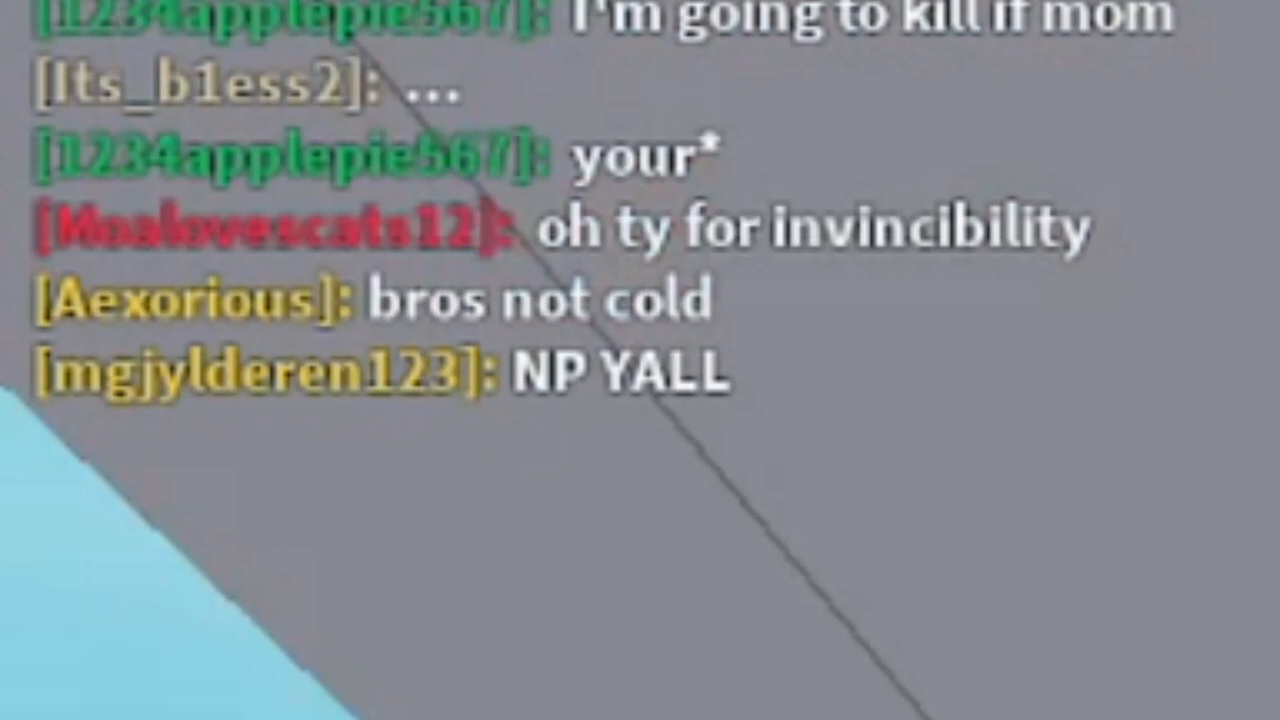 [1234applepie567]: I'm going to kill if mom
[Its_b1ess2]: ...
[1234applepie567]: your*
[Moalovescats12]: oh ty for invincibility
[Aexorious]: bros not cold
[mgjylderen123]: NP YALL